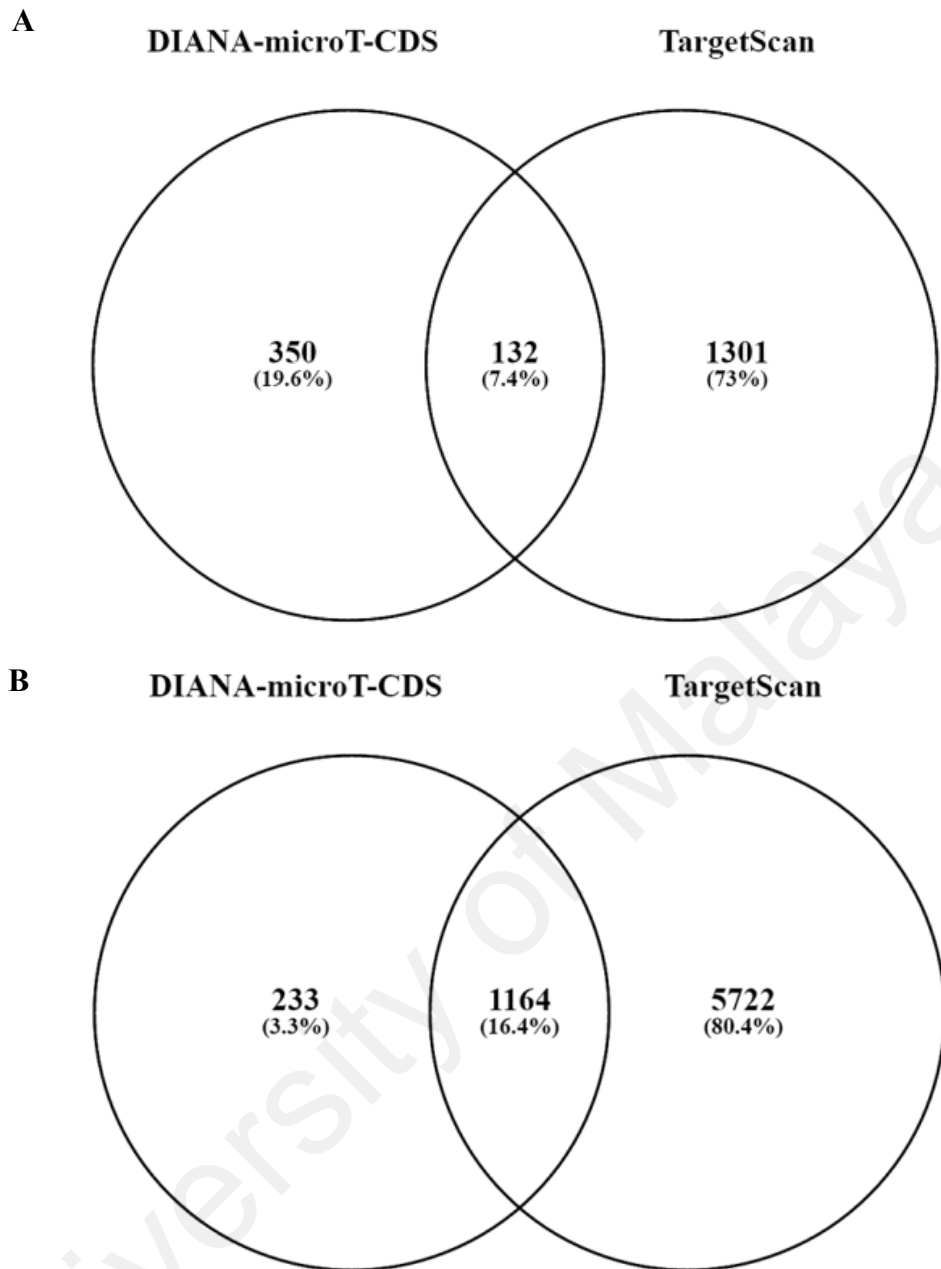 A
DIANA-microT-CDS TargetScan
350 132 1301
(19.6%) (7.4%) (73%)
B
DIANA-microT-CDS TargetScan
233 1164 5722
(3.3%) (16.4%) (80.4%)
iversity of Malaya